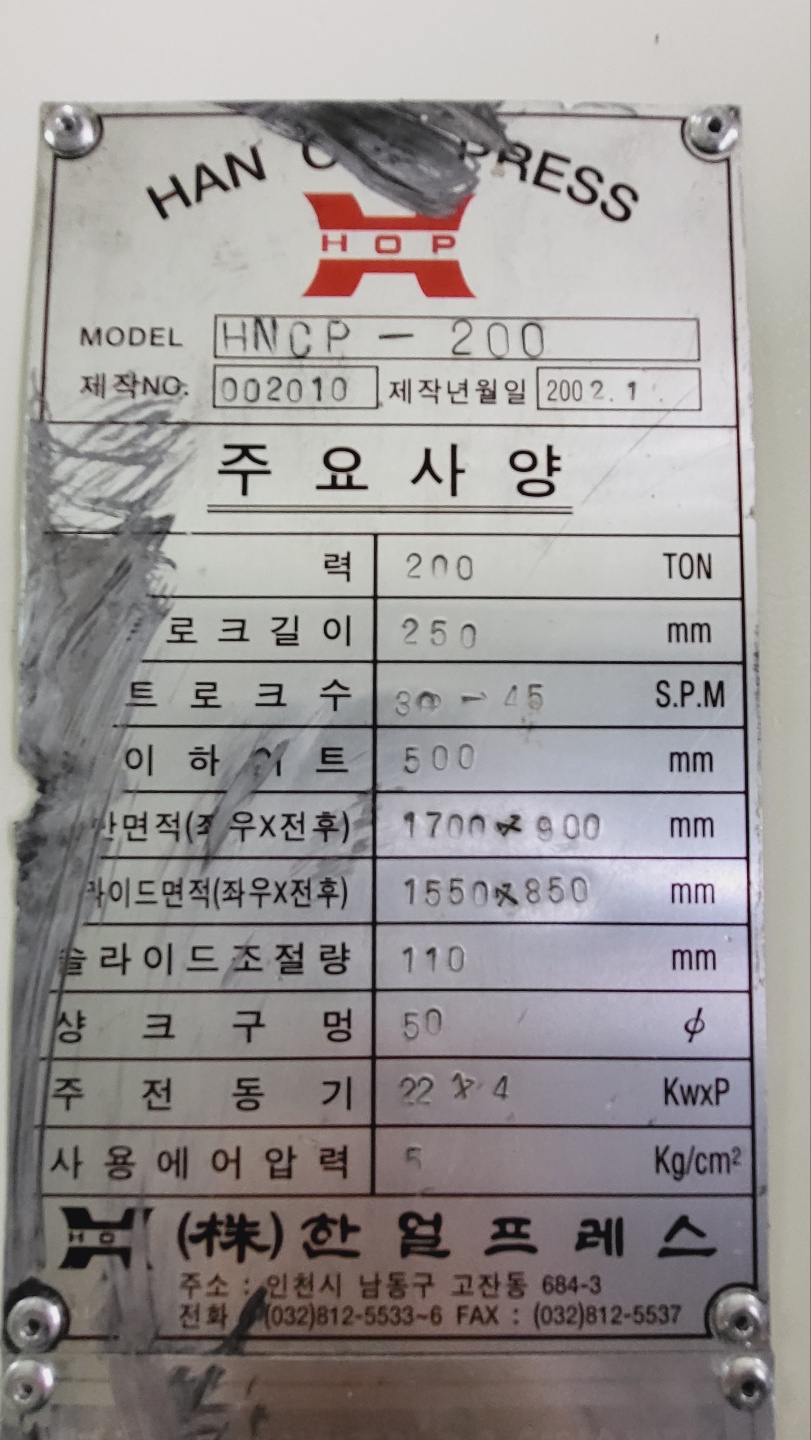 HAN PRESS
HOP
MODEL HNCP - 200
제작NO. 002010 제작년월일 2002.1
주요사양
력 200 TON
로크길이 250 mm
트로크수 30 - 45 S.P.M
이하이트 500 mm
면적(좌우X전후) 1700 x 900 mm
이드면적(좌우X전후) 1550 x 850 mm
슬라이드조절량 110 mm
샹크구멍 50 ϕ
주전동기 22 x 4 KwxP
사용에어압력 5 Kg/cm²
HOP (株)한얼프레스
주소 : 인천시 남동구 고잔동 684-3
전화 : (032)812-5533~6 FAX : (032)812-5537